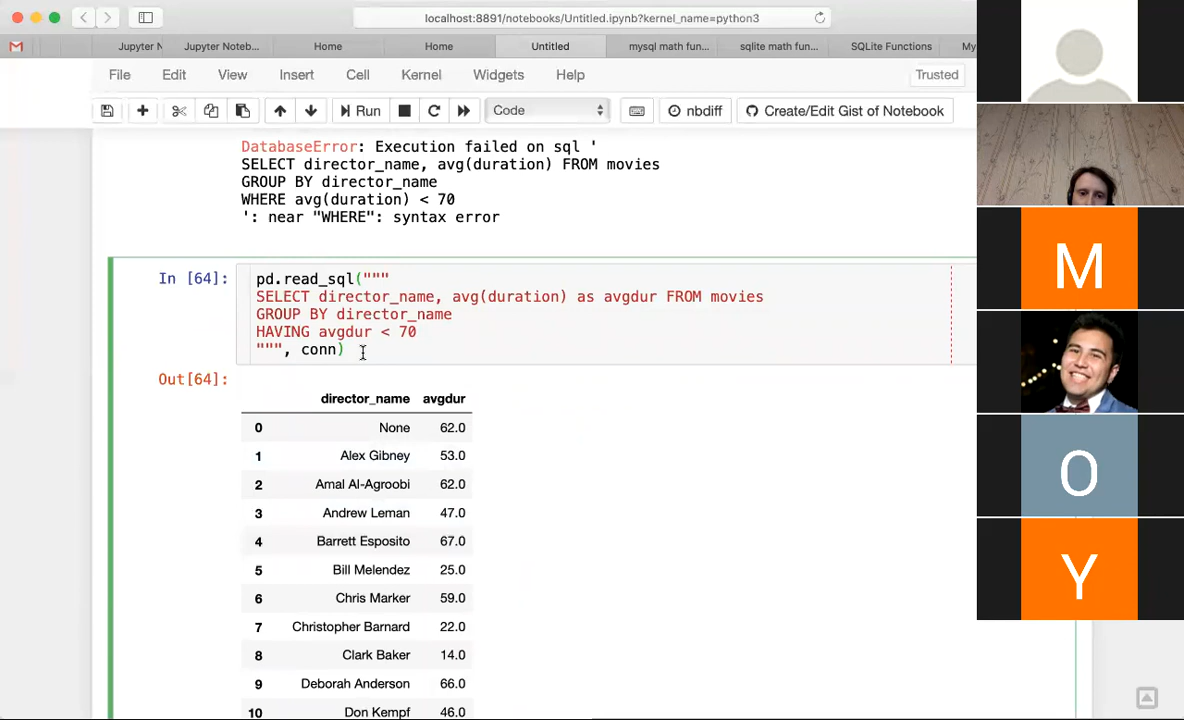 localhost:8891/notebooks/Untitled.ipynb?kernel_name=python3
Jupyter N
Jupyter Noteb...
Home
Home
Untitled
mysql math fun...
sqlite math fun...
SQLite Functions
My
File Edit View Insert Cell Kernel Widgets Help
Trusted
Run
Code
nbdiff
Create/Edit Gist of Notebook
DatabaseError: Execution failed on sql '
SELECT director_name, avg(duration) FROM movies
GROUP BY director_name
WHERE avg(duration) < 70
': near "WHERE": syntax error
In [64]:
pd.read_sql("""
SELECT director_name, avg(duration) as avgdur FROM movies
GROUP BY director_name
HAVING avgdur < 70
""", conn)
Out[64]:
director_name avgdur
0 None 62.0
1 Alex Gibney 53.0
2 Amal Al-Agroobi 62.0
3 Andrew Leman 47.0
4 Barrett Esposito 67.0
5 Bill Melendez 25.0
6 Chris Marker 59.0
7 Christopher Barnard 22.0
8 Clark Baker 14.0
9 Deborah Anderson 66.0
10 Don Kempf 46.0
M
O
Y